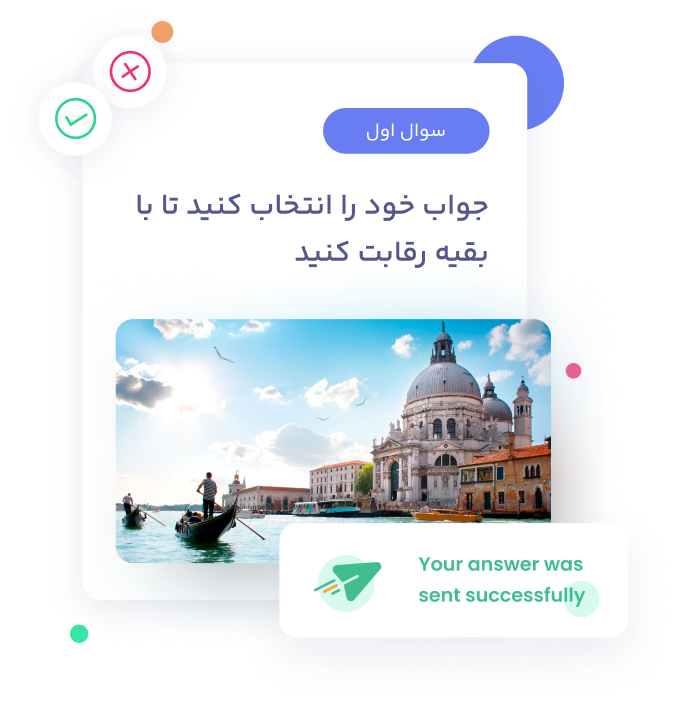 سوال اول
جواب خود را انتخاب کنید تا با
بقیه رقابت کنید
Your answer was
sent successfully